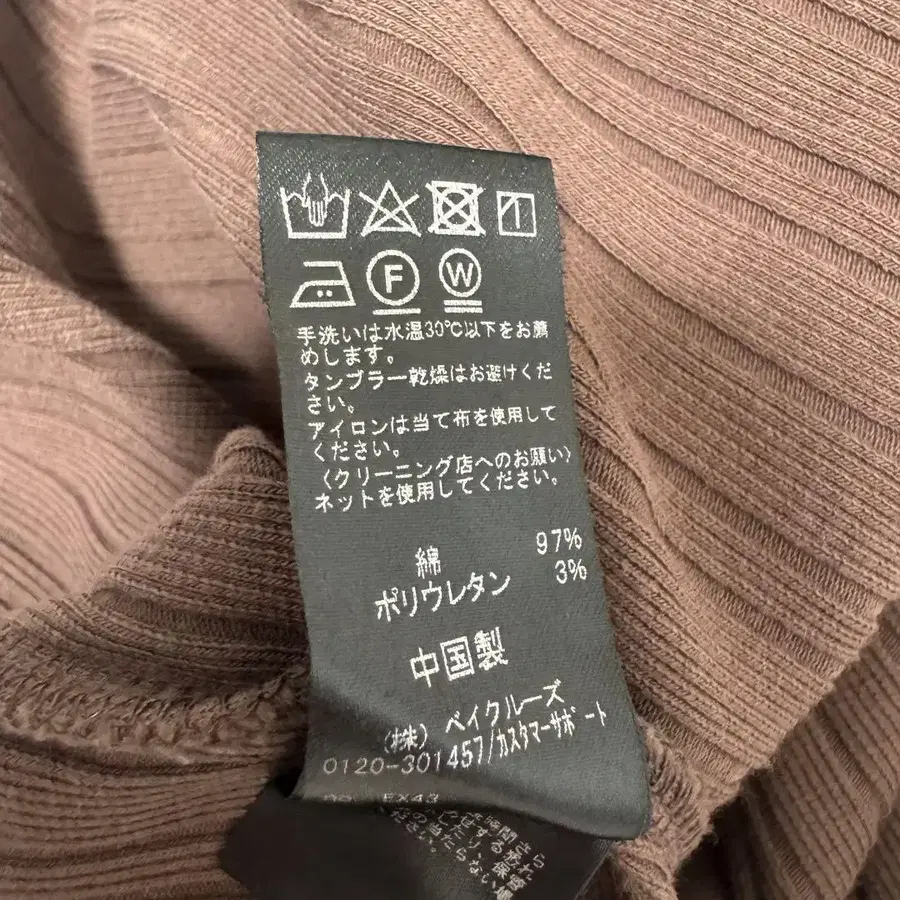 F W
手洗いは水温30℃以下をお薦
めします。
タンブラー乾燥はお避けくだ
さい。
アイロンは当て布を使用して
ください。
〈クリーニング店へのお願い〉
ネットを使用してください。
綿 97%
ポリウレタン 3%
中国製
(株) ベイクルーズ
0120-301457/カスタマーサポート